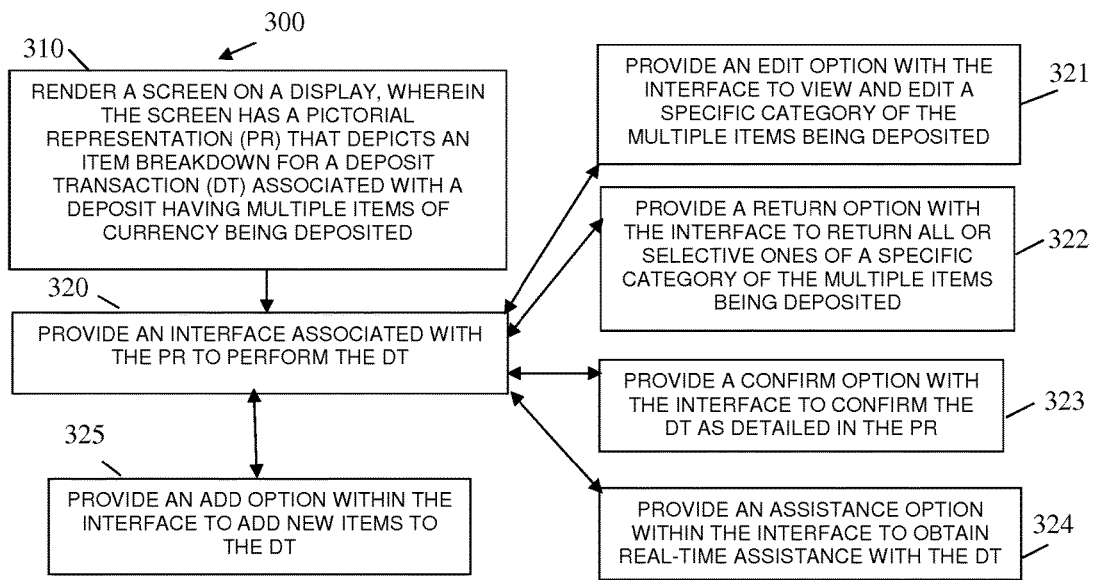 300
310
RENDER A SCREEN ON A DISPLAY, WHEREIN
THE SCREEN HAS A PICTORIAL
REPRESENTATION (PR) THAT DEPICTS AN
ITEM BREAKDOWN FOR A DEPOSIT
TRANSACTION (DT) ASSOCIATED WITH A
DEPOSIT HAVING MULTIPLE ITEMS OF
CURRENCY BEING DEPOSITED
320
PROVIDE AN INTERFACE ASSOCIATED WITH
THE PR TO PERFORM THE DT
325
PROVIDE AN ADD OPTION WITHIN THE
INTERFACE TO ADD NEW ITEMS TO
THE DT
PROVIDE AN EDIT OPTION WITH THE
INTERFACE TO VIEW AND EDIT A
SPECIFIC CATEGORY OF THE
MULTIPLE ITEMS BEING DEPOSITED
321
PROVIDE A RETURN OPTION WITH
THE INTERFACE TO RETURN ALL OR
SELECTIVE ONES OF A SPECIFIC
CATEGORY OF THE MULTIPLE ITEMS
BEING DEPOSITED
322
PROVIDE A CONFIRM OPTION WITH
THE INTERFACE TO CONFIRM THE
DT AS DETAILED IN THE PR
323
PROVIDE AN ASSISTANCE OPTION
WITHIN THE INTERFACE TO OBTAIN
REAL-TIME ASSISTANCE WITH THE DT
324